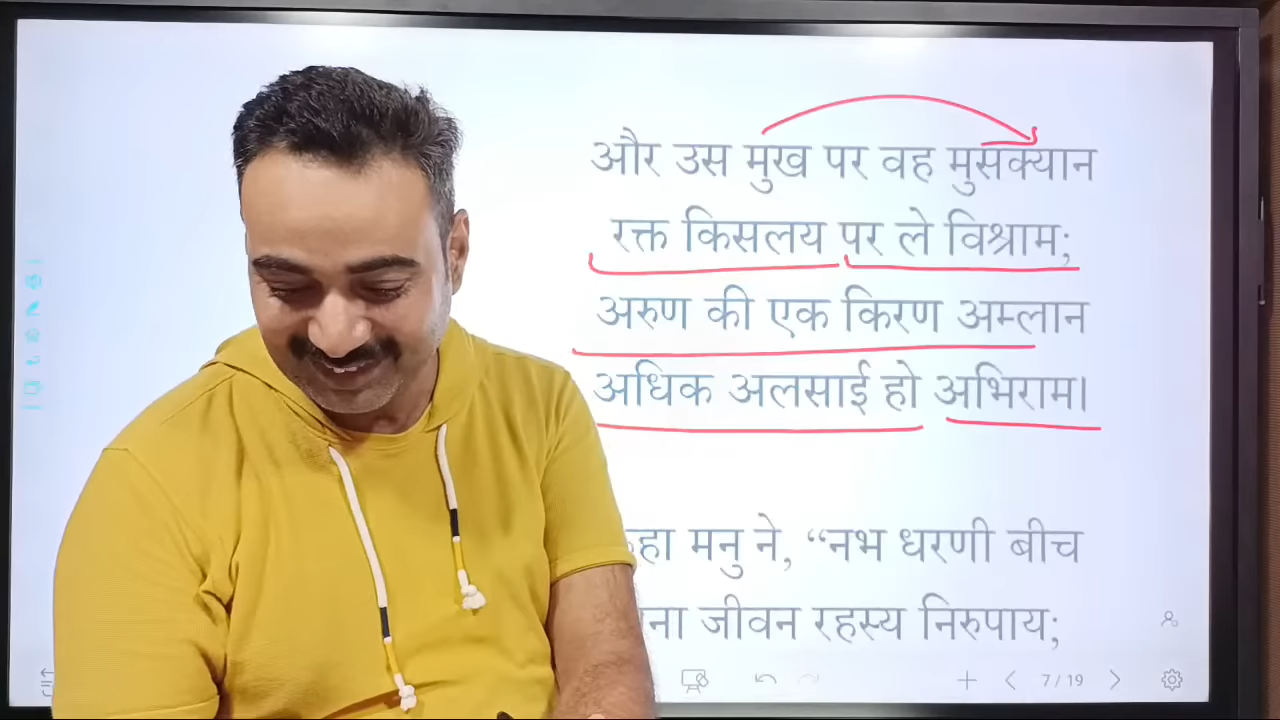 और उस मुख पर वह मुसक्यान
रक्त किसलय पर ले विश्राम;
अरुण की एक किरण अम्लान
अधिक अलसाई हो अभिराम।
मनु ने, “नभ धरणी बीच
जीवन रहस्य निरुपाय;
7 / 19